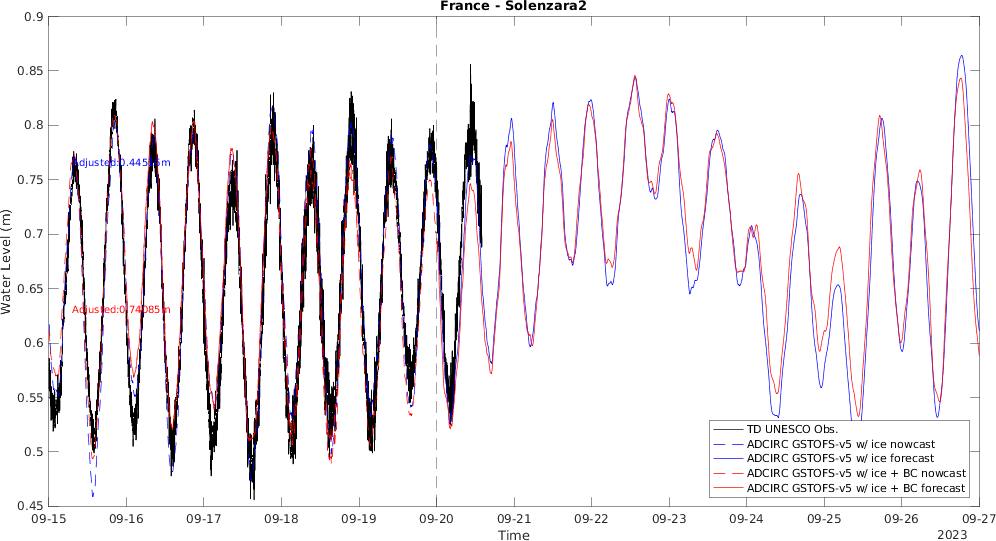 France - Solenzara2
0.9
0.85
0.8
0.75
0.7
0.65
0.6
0.55
0.5
0.45
Water Level (m)
Adjusted:0.74085m
TD UNESCO Obs.
ADCIRC GSTOFS-v5 w/ ice nowcast
ADCIRC GSTOFS-v5 w/ ice forecast
ADCIRC GSTOFS-v5 w/ ice + BC nowcast
ADCIRC GSTOFS-v5 w/ ice + BC forecast
09-15 09-16 09-17 09-18 09-19 09-20 09-21 09-22 09-23 09-24 09-25 09-26 09-27
Time
2023